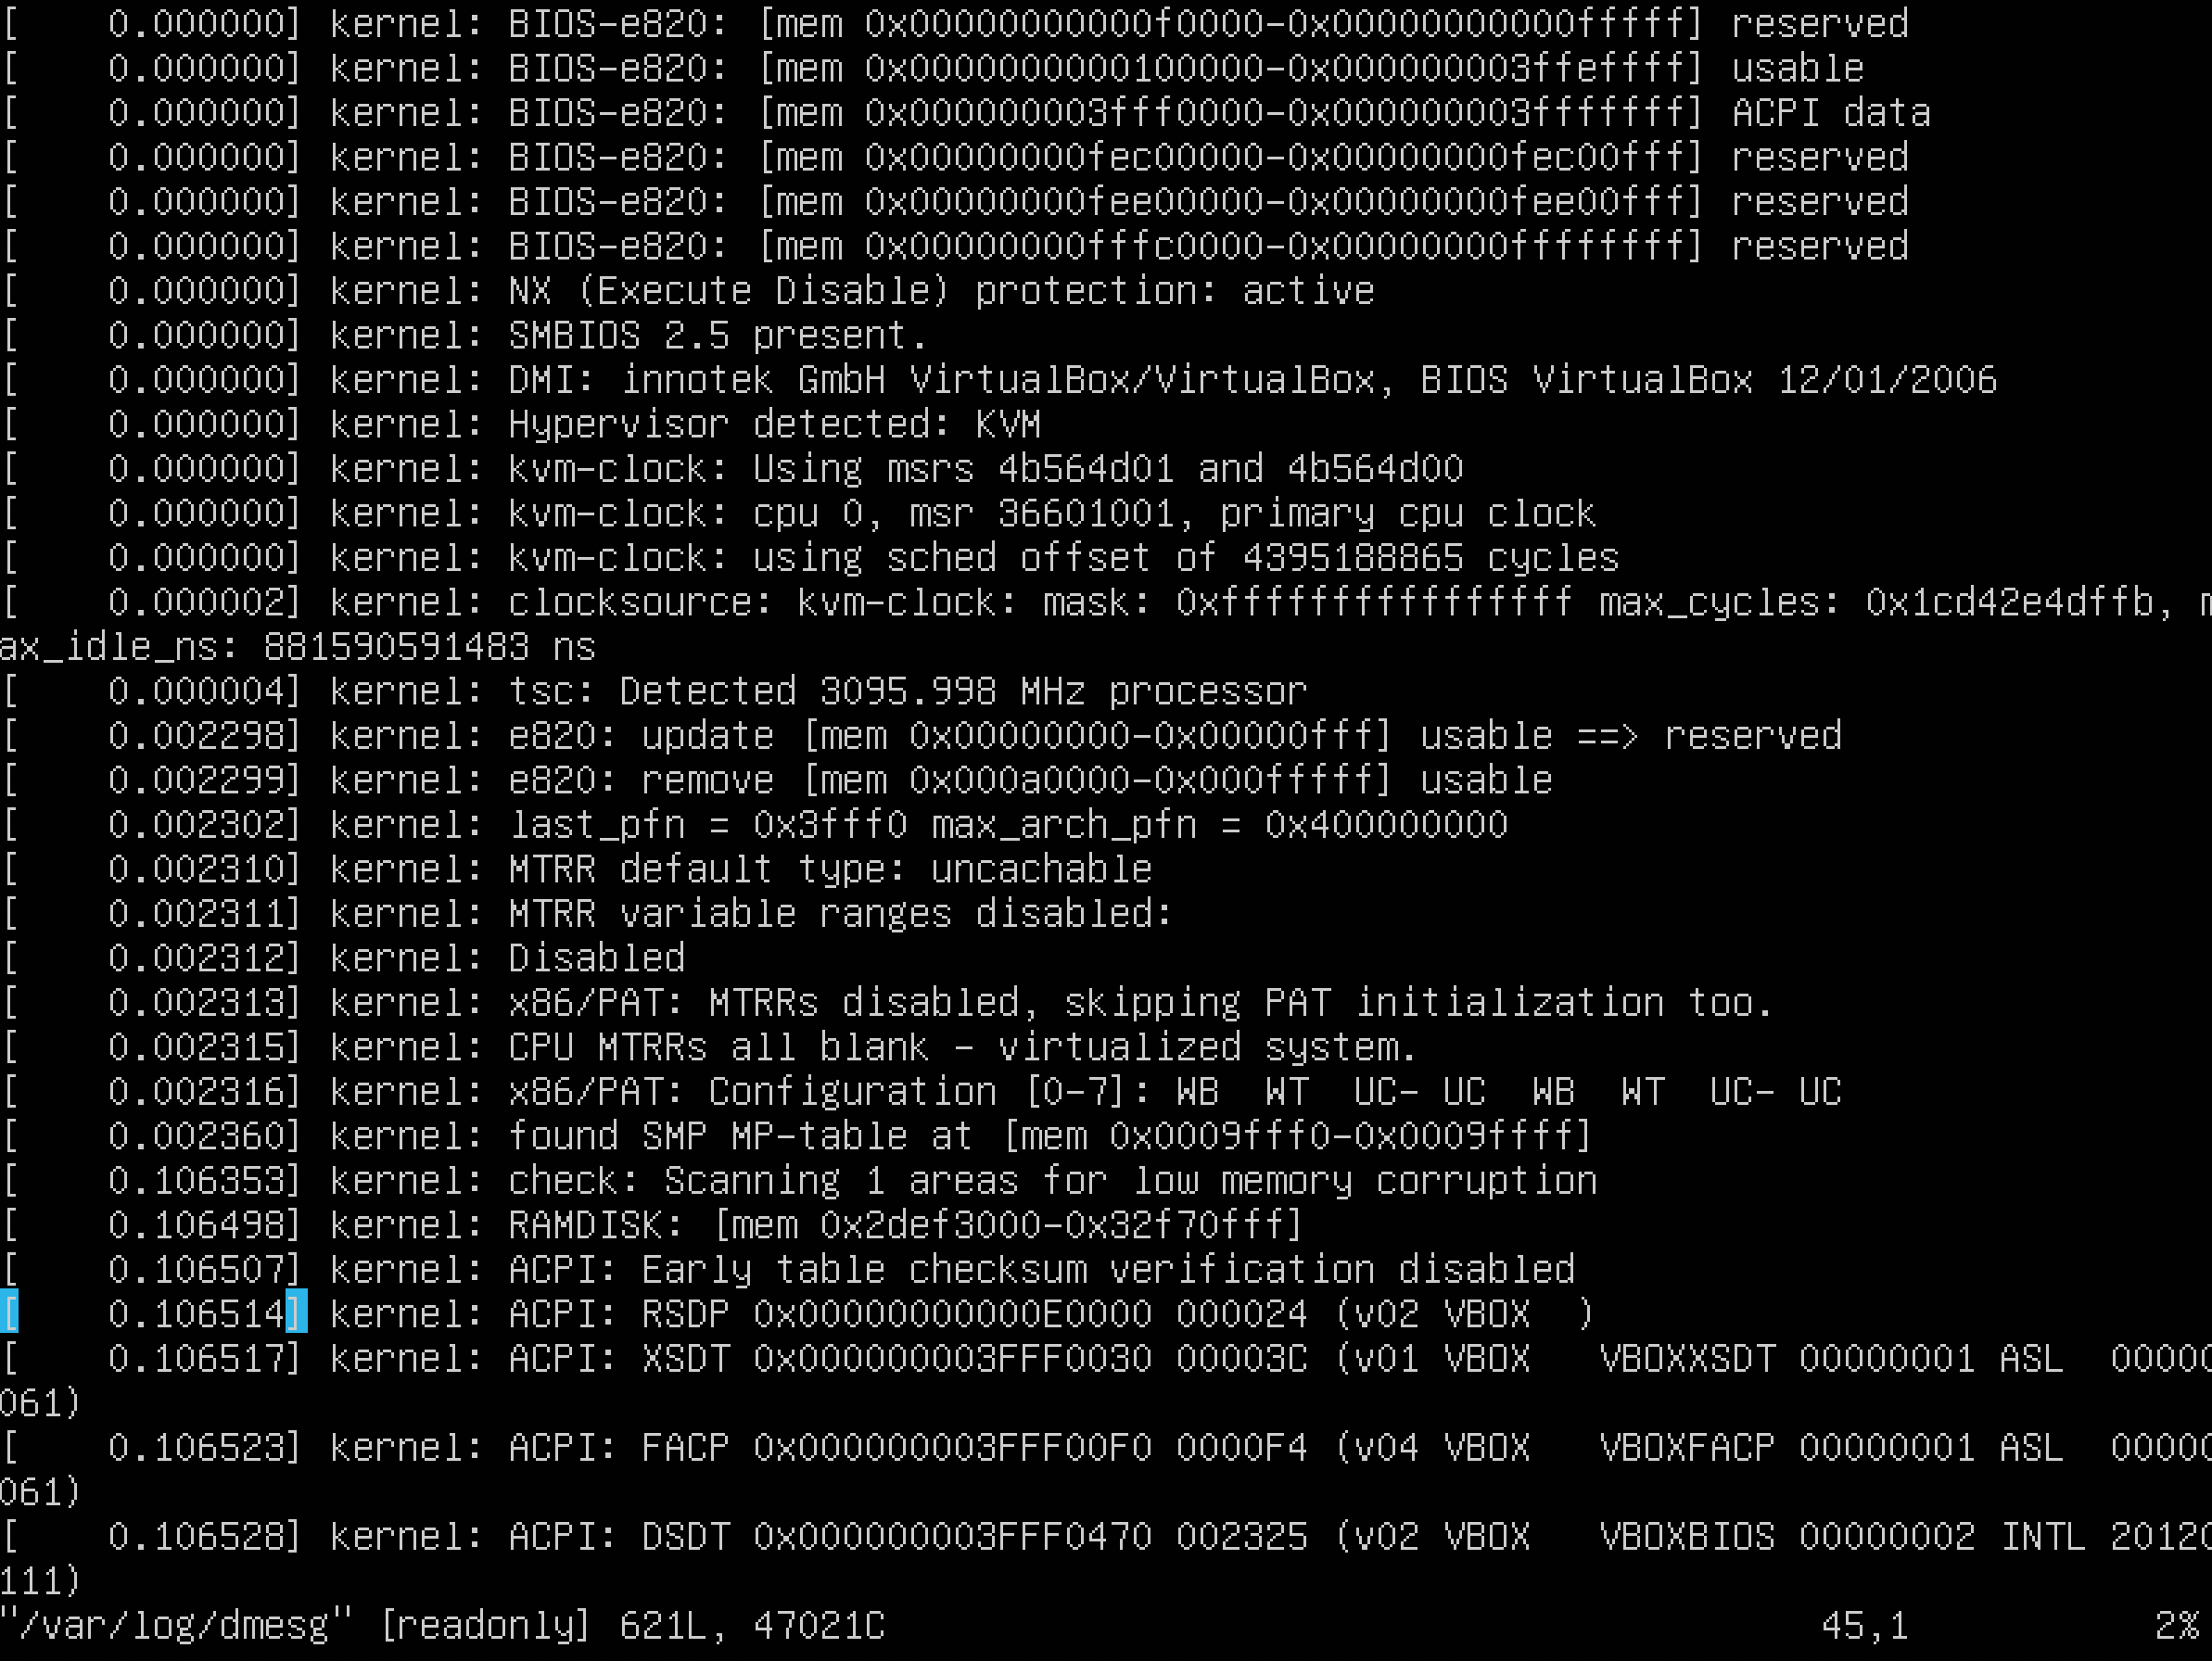 [    0.000000] kernel: BIOS-e820: [mem 0x00000000000f0000-0x00000000000fffff] reserved
[    0.000000] kernel: BIOS-e820: [mem 0x0000000000100000-0x000000003ffeffff] usable
[    0.000000] kernel: BIOS-e820: [mem 0x000000003fff0000-0x000000003fffffff] ACPI data
[    0.000000] kernel: BIOS-e820: [mem 0x00000000fec00000-0x00000000fec00fff] reserved
[    0.000000] kernel: BIOS-e820: [mem 0x00000000fee00000-0x00000000fee00fff] reserved
[    0.000000] kernel: BIOS-e820: [mem 0x00000000fffc0000-0x00000000ffffffff] reserved
[    0.000000] kernel: NX (Execute Disable) protection: active
[    0.000000] kernel: SMBIOS 2.5 present.
[    0.000000] kernel: DMI: innotek GmbH VirtualBox/VirtualBox, BIOS VirtualBox 12/01/2006
[    0.000000] kernel: Hypervisor detected: KVM
[    0.000000] kernel: kvm-clock: Using msrs 4b564d01 and 4b564d00
[    0.000000] kernel: kvm-clock: cpu 0, msr 36601001, primary cpu clock
[    0.000000] kernel: kvm-clock: using sched offset of 4395188865 cycles
[    0.000002] kernel: clocksource: kvm-clock: mask: 0xffffffffffffffff max_cycles: 0x1cd42e4dffb, m
ax_idle_ns: 881590591483 ns
[    0.000004] kernel: tsc: Detected 3095.998 MHz processor
[    0.002298] kernel: e820: update [mem 0x00000000-0x00000fff] usable ==> reserved
[    0.002299] kernel: e820: remove [mem 0x000a0000-0x000fffff] usable
[    0.002302] kernel: last_pfn = 0x3fff0 max_arch_pfn = 0x400000000
[    0.002310] kernel: MTRR default type: uncachable
[    0.002311] kernel: MTRR variable ranges disabled:
[    0.002312] kernel: Disabled
[    0.002313] kernel: x86/PAT: MTRRs disabled, skipping PAT initialization too.
[    0.002315] kernel: CPU MTRRs all blank - virtualized system.
[    0.002316] kernel: x86/PAT: Configuration [0-7]: WB  WT  UC- UC  WB  WT  UC- UC
[    0.002360] kernel: found SMP MP-table at [mem 0x0009fff0-0x0009ffff]
[    0.106353] kernel: check: Scanning 1 areas for low memory corruption
[    0.106498] kernel: RAMDISK: [mem 0x2def3000-0x32f70fff]
[    0.106507] kernel: ACPI: Early table checksum verification disabled
[    0.106514] kernel: ACPI: RSDP 0x00000000000E0000 000024 (v02 VBOX  )
[    0.106517] kernel: ACPI: XSDT 0x000000003FFF0030 00003C (v01 VBOX   VBOXXSDT 00000001 ASL  00000
061)
[    0.106523] kernel: ACPI: FACP 0x000000003FFF00F0 0000F4 (v04 VBOX   VBOXFACP 00000001 ASL  00000
061)
[    0.106528] kernel: ACPI: DSDT 0x000000003FFF0470 002325 (v02 VBOX   VBOXBIOS 00000002 INTL 20120
111)
"/var/log/dmesg" [readonly] 621L, 47021C 45,1 2%